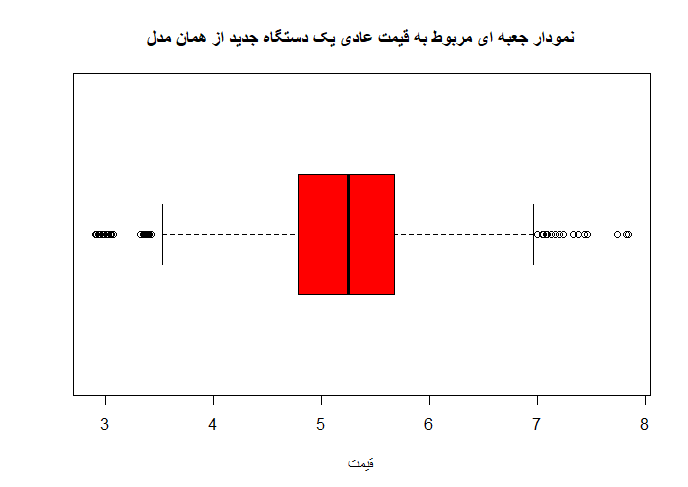 نمودار جعبه ای مربوط به قیمت عادی یک دستگاه جدید از همان مدل
3 4 5 6 7 8
قیمت